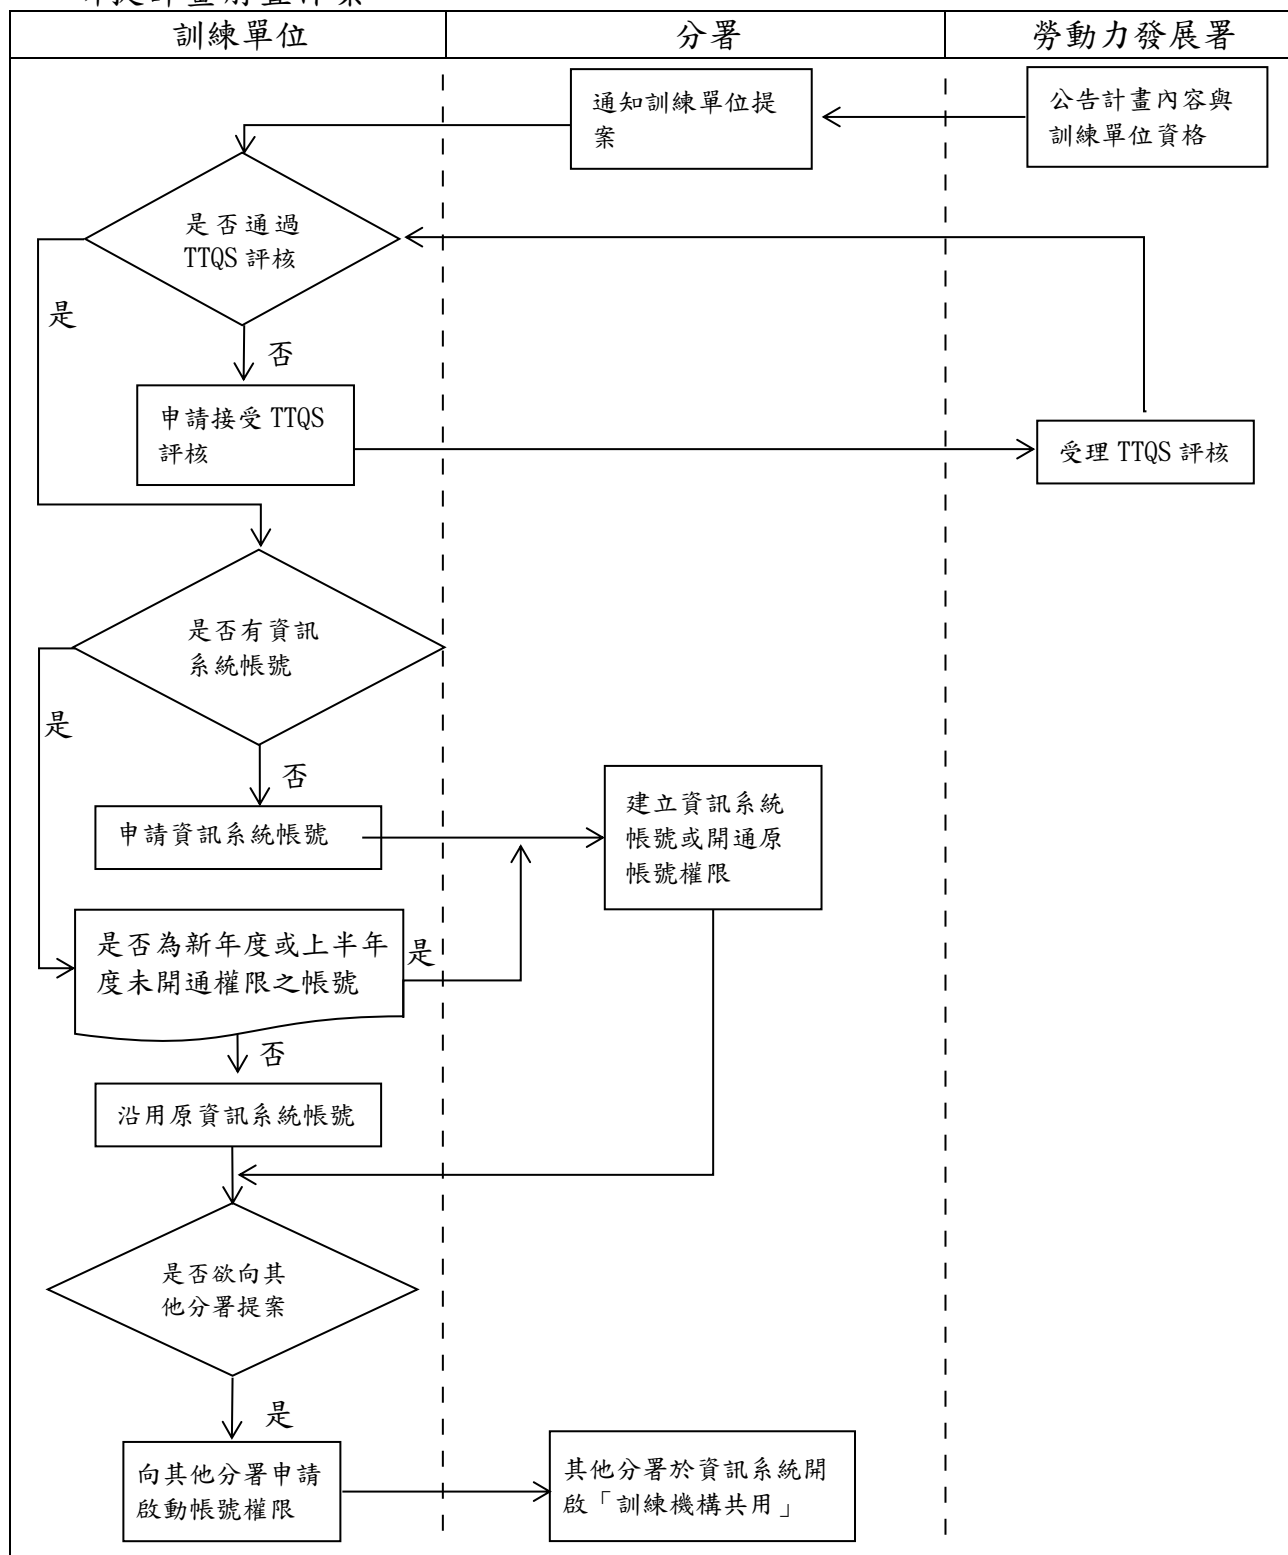 訓練單位
分署
勞動力發展署
通知訓練單位提
案
公告計畫內容與
訓練單位資格
是否通過
TTQS 評核
是
否
申請接受 TTQS
評核
受理 TTQS 評核
是否有資訊
系統帳號
是
否
申請資訊系統帳號
建立資訊系統
帳號或開通原
帳號權限
是否為新年度或上半年
度未開通權限之帳號
是
否
沿用原資訊系統帳號
是否欲向其
他分署提案
是
向其他分署申請
啟動帳號權限
其他分署於資訊系統開
啟「訓練機構共用」